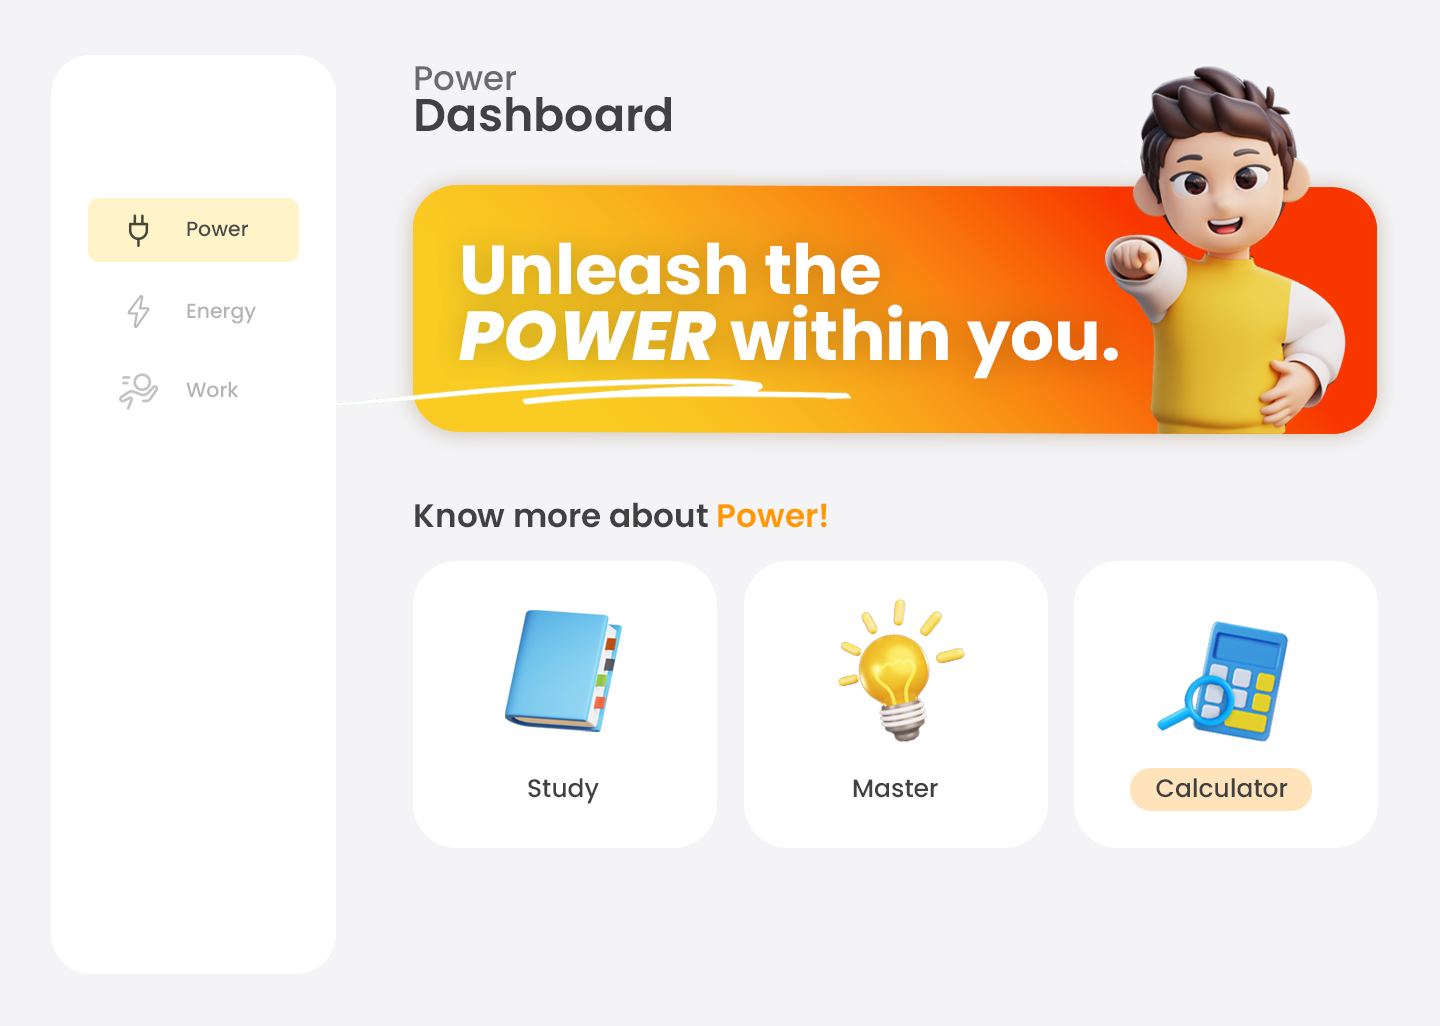 Power
Energy
Work
Power
Dashboard
Unleash the
POWER within you.
Know more about Power!
Study
Master
Calculator